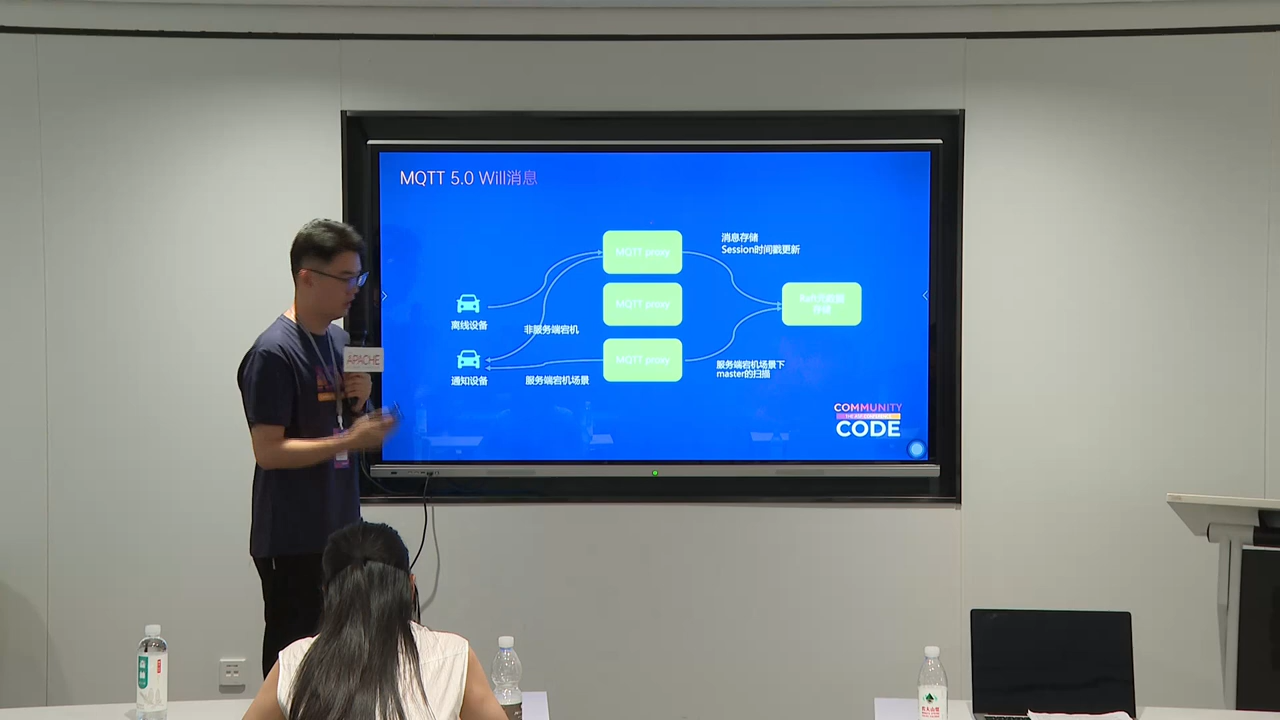 MQTT 5.0 Will消息
消息存储
Session时间戳更新
MQTT proxy
MQTT proxy
离线设备
非服务端宕机
MQTT proxy
通知设备
服务端宕机场景
服务端宕机场景下
master的扫描
COMMUNITY
CODE
APACHE